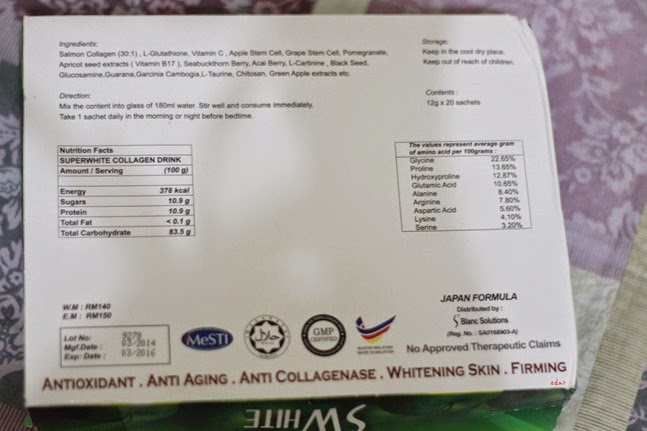 Ingredients:
Salmon Collagen (30:1) , L-Glutathione, Vitamin C , Apple Stem Cell, Grape Stem Cell, Pomegranate,
Apricot seed extracts ( Vitamin B17 ), Seabuckthorn Berry, Acai Berry, L-Cartinine , Black Seed,
Glucosamine,Guarana,Garcinia Cambogia,L-Taurine, Chitosan, Green Apple extracts etc.
Direction:
Mix the content into glass of 180ml water. Stir well and consume immediately.
Take 1 sachet daily in the morning or night before bedtime.
Storage:
Keep in the cool dry place.
Keep out of reach of children.
Contents :
12g x 20 sachets
Nutrition Facts
SUPERWHITE COLLAGEN DRINK
Amount / Serving (100 g)
Energy 378 kcal
Sugars 10.9 g
Protein 10.9 g
Total Fat < 0.1 g
Total Carbohydrate 83.5 g
The values represent average gram
of amino acid per 100grams :
Glycine 22.65%
Proline 13.65%
Hydroxyproline 12.87%
Glutamic Acid 10.65%
Alanine 8.40%
Arginine 7.80%
Aspartic Acid 5.60%
Lysine 4.10%
Serine 3.20%
W.M : RM140
E.M : RM150
Lot No: 9270
Mgf.Date : 03/2014
Exp: Date : 03/2016
MeSTI
حلال
GMP
CERTIFIED
JAPAN FORMULA
Distributed by :
Blanc Solutions
(Reg. No. : SA0168903-A)
No Approved Therapeutic Claims
ANTIOXIDANT . ANTI AGING . ANTI COLLAGENASE . WHITENING SKIN . FIRMING
SWHITE